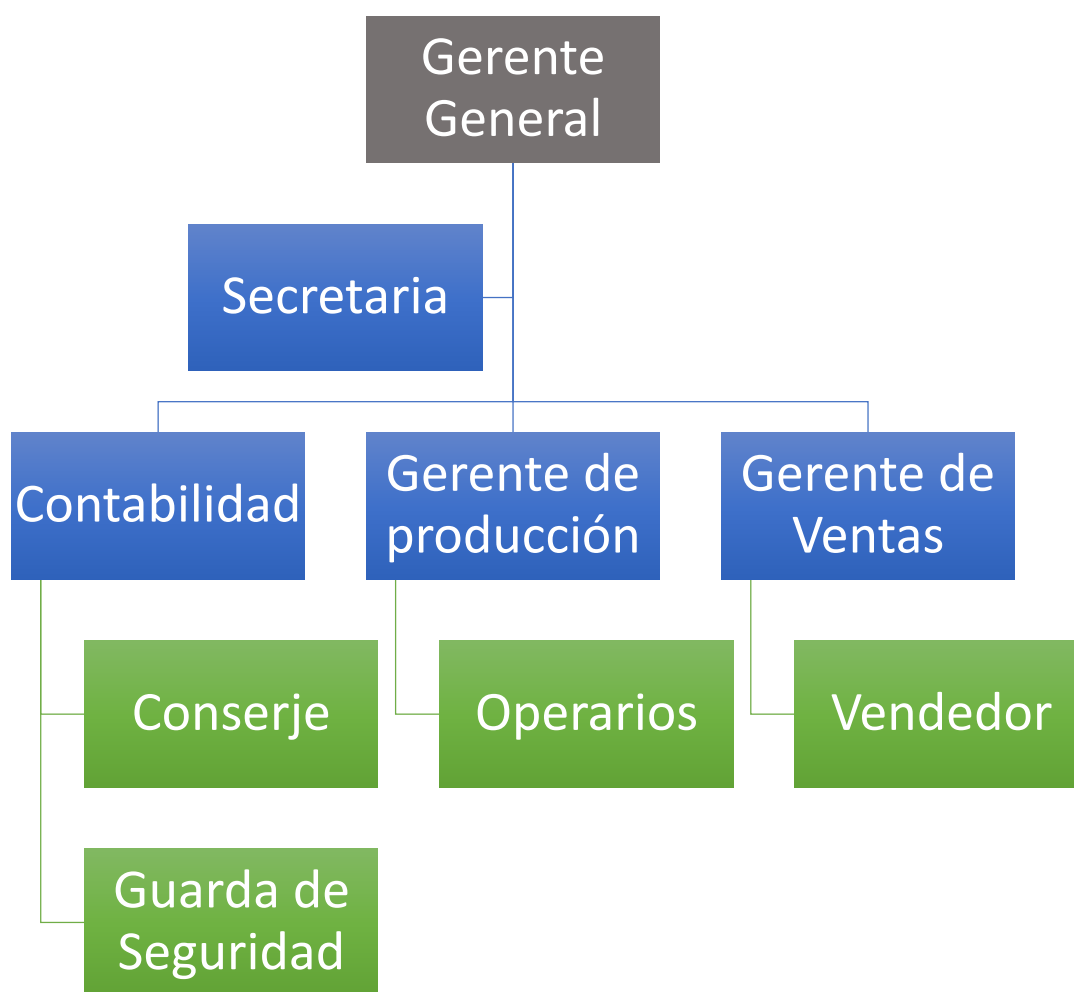 Gerente
General
Secretaria
Contabilidad
Gerente de
producción
Gerente de
Ventas
Conserje
Operarios
Vendedor
Guarda de
Seguridad